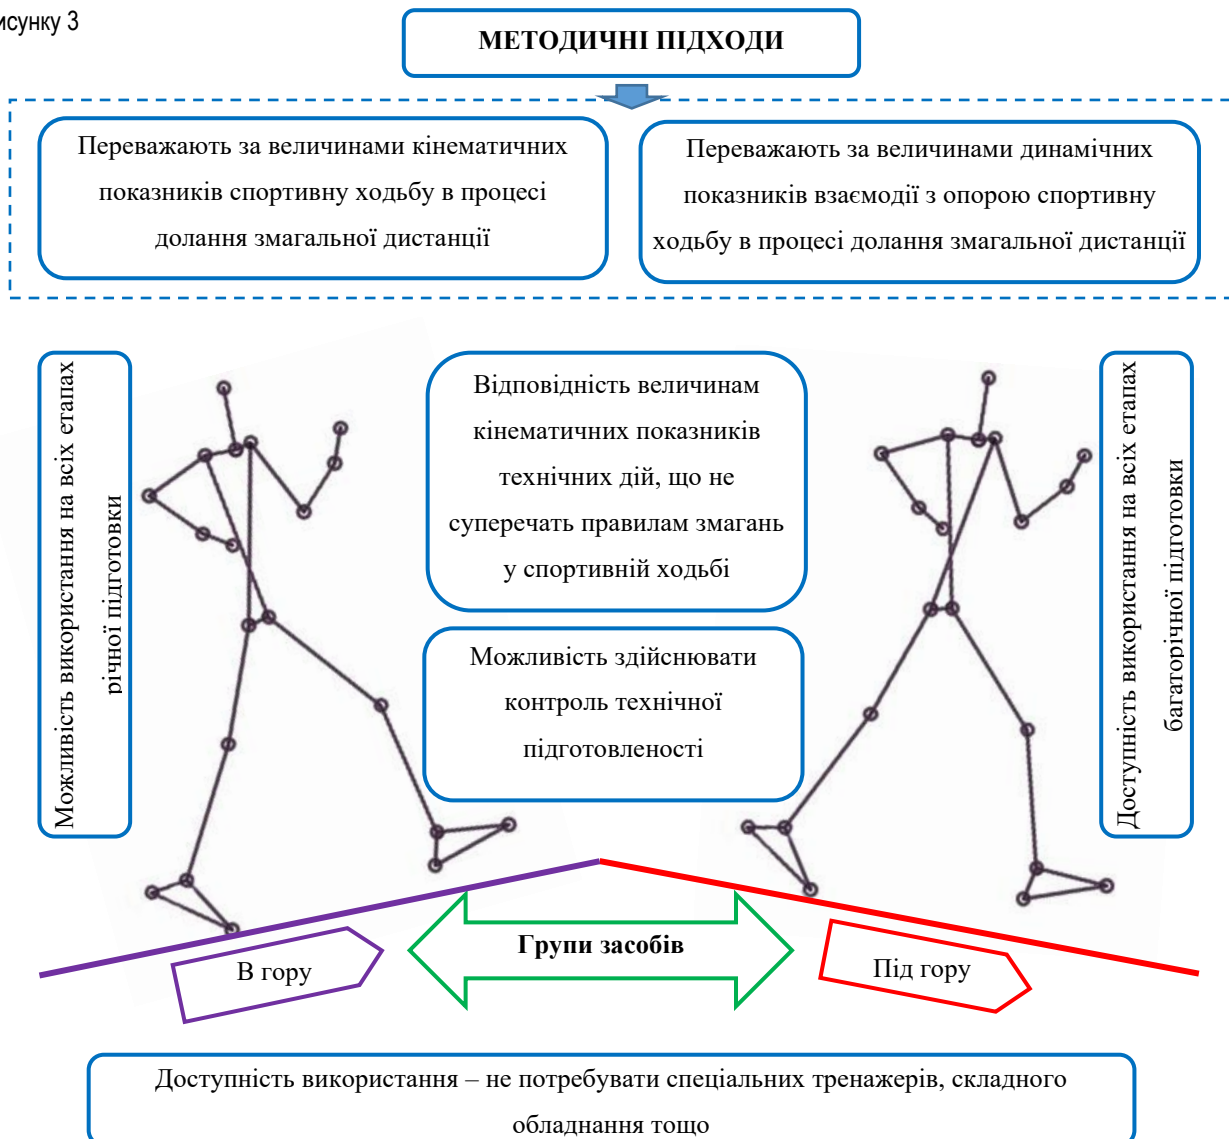 исунку 3
МЕТОДИЧНІ ПІДХОДИ
Переважають за величинами кінематичних
показників спортивну ходьбу в процесі
долання змагальної дистанції
Переважають за величинами динамічних
показників взаємодії з опорою спортивну
ходьбу в процесі долання змагальної дистанції
Можливість використання на всіх етапах
річної підготовки
Відповідність величинам
кінематичних показників
технічних дій, що не
суперечать правилам змагань
у спортивній ходьбі
Можливість здійснювати
контроль технічної
підготовленості
Доступність використання на всіх етапах
багаторічної підготовки
В гору
Групи засобів
Під гору
Доступність використання – не потребувати спеціальних тренажерів, складного
обладнання тощо